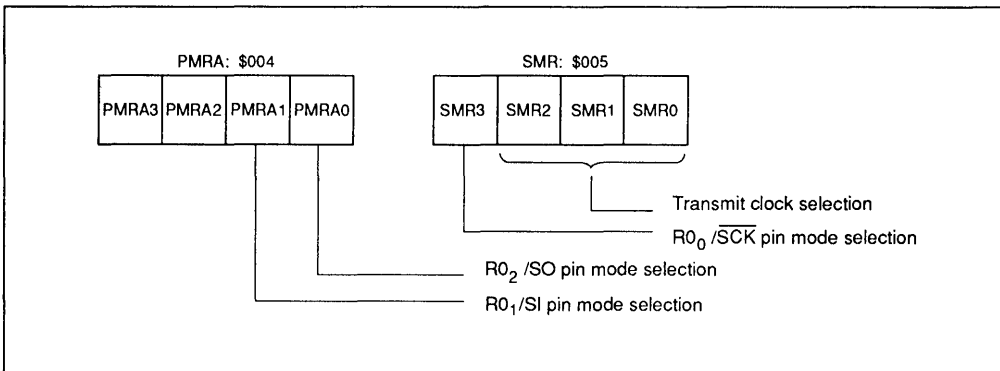 PMRA: $004
PMRA3 PMRA2 PMRA1 PMRA0
SMR: $005
SMR3 SMR2 SMR1 SMR0
Transmit clock selection
R0₀/S̅C̅K̅ pin mode selection
R0₂/SO pin mode selection
R0₁/SI pin mode selection